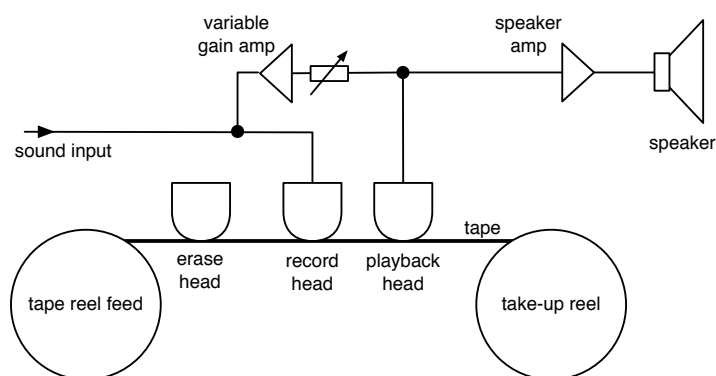 variable
gain amp
speaker
amp
sound input
speaker
tape
erase
head
record
head
playback
head
tape reel feed
take-up reel